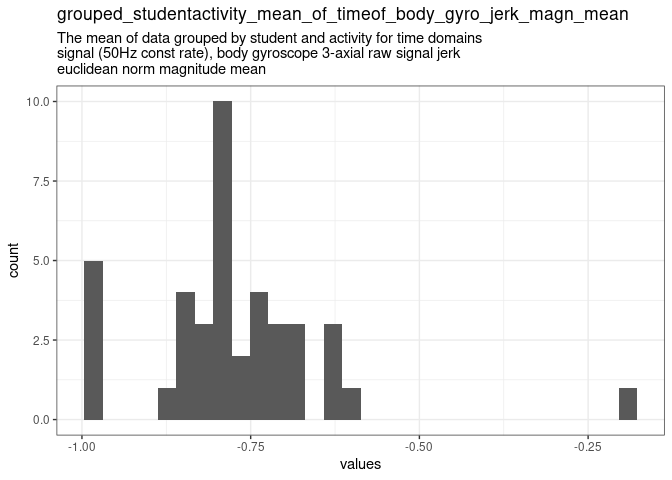 grouped_studentactivity_mean_of_timeof_body_gyro_jerk_magn_mean
The mean of data grouped by student and activity for time domains
signal (50Hz const rate), body gyroscope 3-axial raw signal jerk
euclidean norm magnitude mean
10.0
7.5
5.0
2.5
0.0
count
-1.00
-0.75
-0.50
-0.25
values